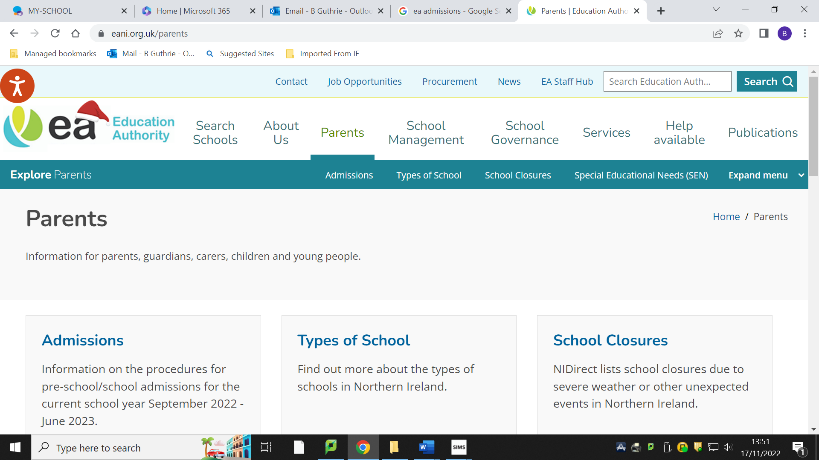 MY-SCHOOL
Home | Microsoft 365
Email - B Guthrie - Outlo
ea admissions - Google S
Parents | Education Autho
eani.org.uk/parents
B
Managed bookmarks
Mail - B Guthrie - O...
Suggested Sites
Imported From IE
Contact
Job Opportunities
Procurement
News
EA Staff Hub
Search Education Auth...
Search
ea Education
Authority
Search
Schools
About
Us
Parents
School
Management
School
Governance
Services
Help
available
Publications
Explore Parents
Admissions
Types of School
School Closures
Special Educational Needs (SEN)
Expand menu
Parents
Home / Parents
Information for parents, guardians, carers, children and young people.
Admissions
Information on the procedures for
pre-school/school admissions for the
current school year September 2022 -
June 2023.
Types of School
Find out more about the types of
schools in Northern Ireland.
School Closures
NIDirect lists school closures due to
severe weather or other unexpected
events in Northern Ireland.
Type here to search
SIMS
13:51
17/11/2022
1